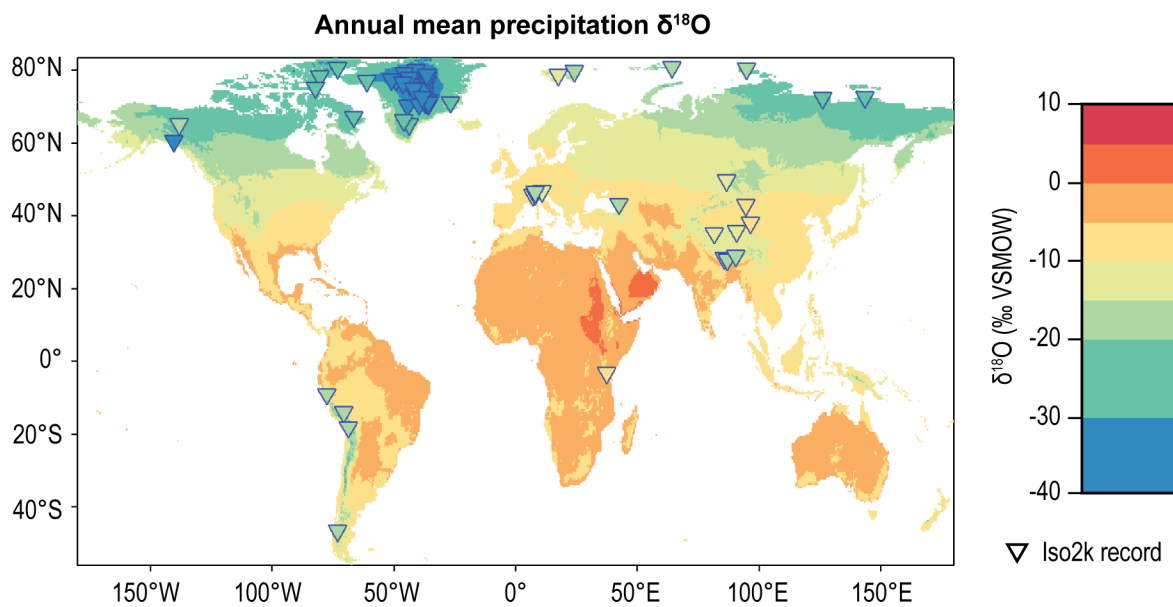 Annual mean precipitation δ¹⁸O
80°N
60°N
40°N
20°N
0°
20°S
40°S
150°W
100°W
50°W
0°
50°E
100°E
150°E
10
0
-10
-20
-30
-40
δ¹⁸O (‰ VSMOW)
Iso2k record